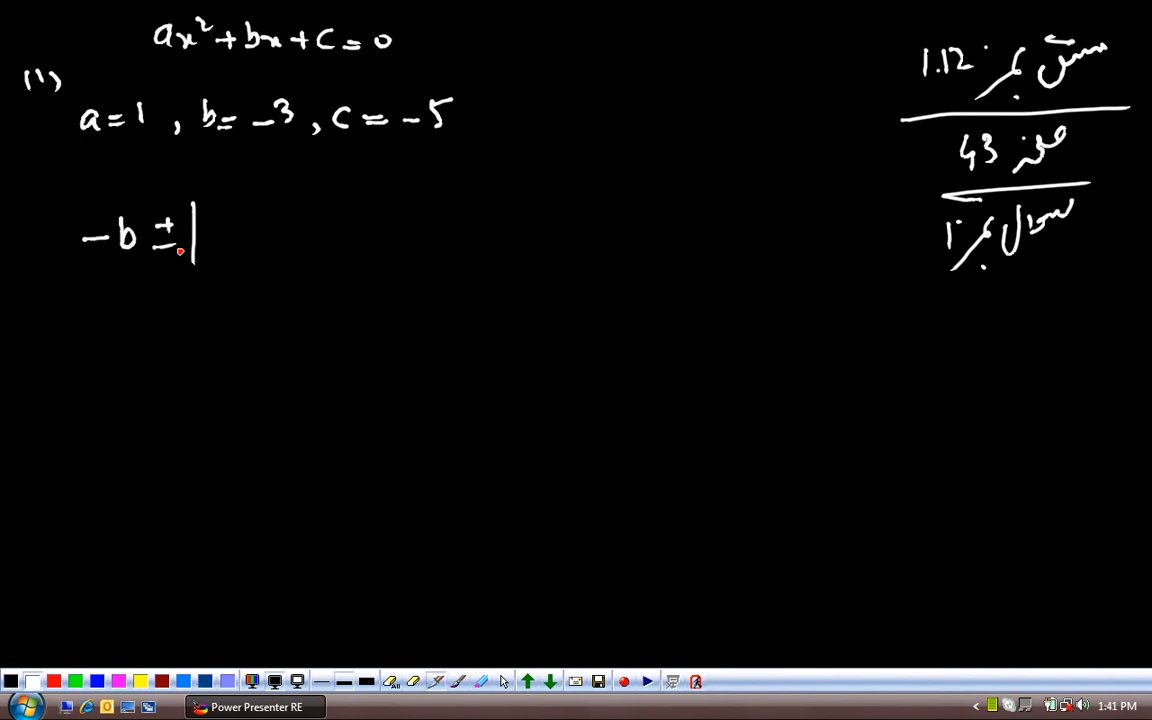 ax² + bx + c = 0
(1)
a = 1 , b = -3 , c = -5
-b ±
مشق نمبر 1.12
صفحہ 43
سوال نمبر 1
Power Presenter RE
1:41 PM